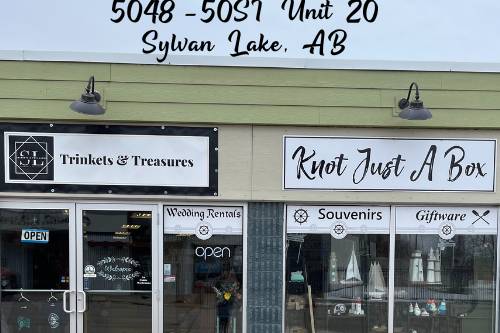 5048 -50ST Unit 20
Sylvan Lake, AB
SL
Trinkets & Treasures
Knot Just A Box
Wedding Rentals
Souvenirs
Giftware
OPEN
open
Welcome